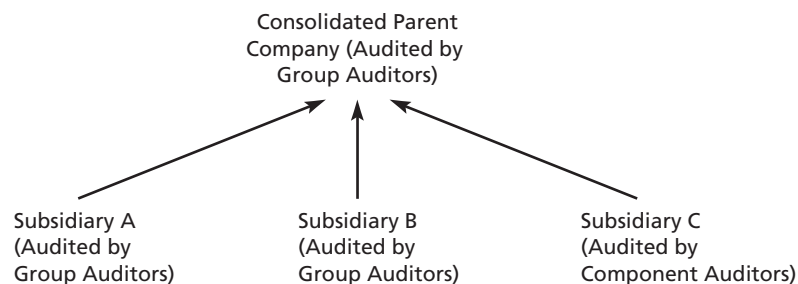 Consolidated Parent
Company (Audited by
Group Auditors)
Subsidiary A
(Audited by
Group Auditors)
Subsidiary B
(Audited by
Group Auditors)
Subsidiary C
(Audited by
Component Auditors)